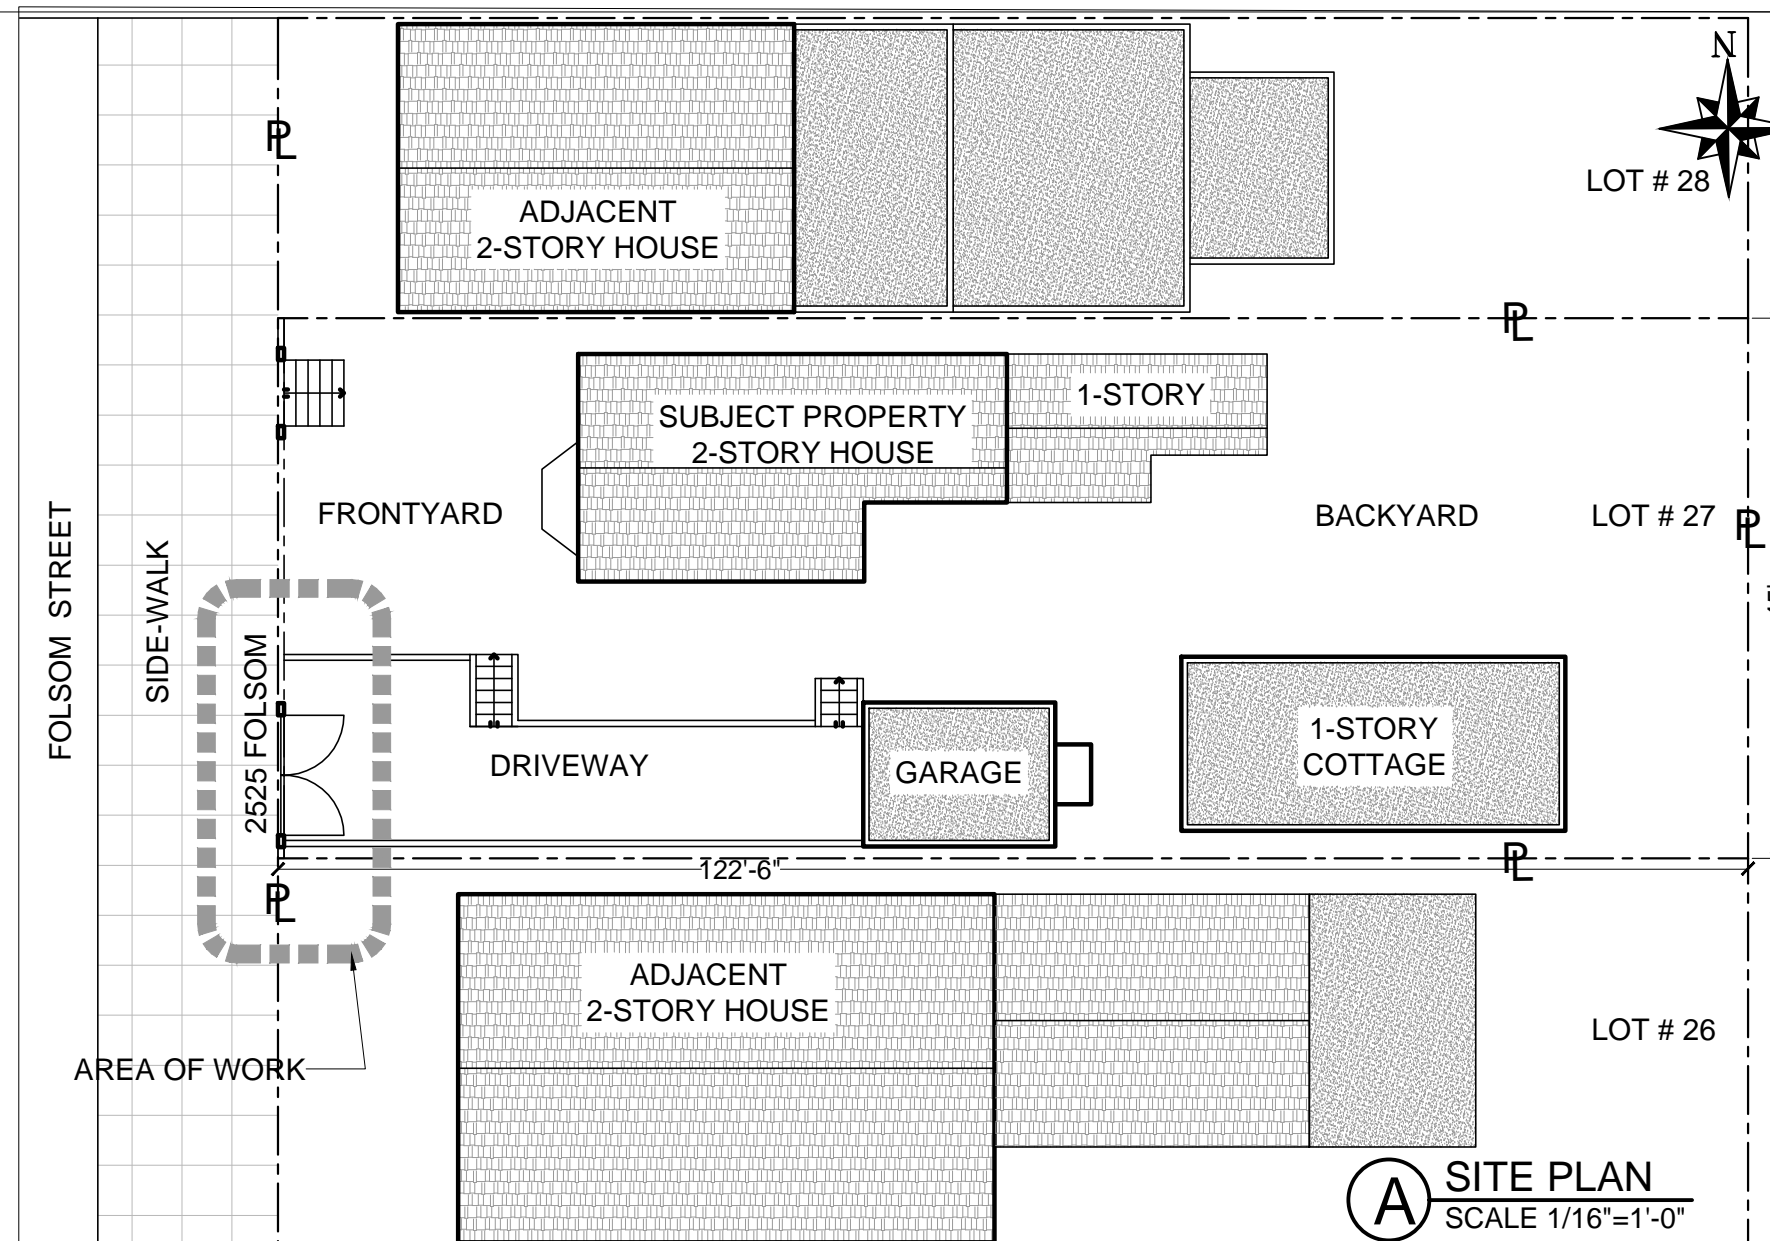 N
PL
LOT # 28
ADJACENT
2-STORY HOUSE
PL
1-STORY
SUBJECT PROPERTY
2-STORY HOUSE
FRONTYARD
BACKYARD
LOT # 27
PL
FOLSOM STREET
SIDE-WALK
2525 FOLSOM
DRIVEWAY
GARAGE
1-STORY
COTTAGE
122'-6"
PL
PL
ADJACENT
2-STORY HOUSE
LOT # 26
AREA OF WORK
A
SITE PLAN
SCALE 1/16"=1'-0"